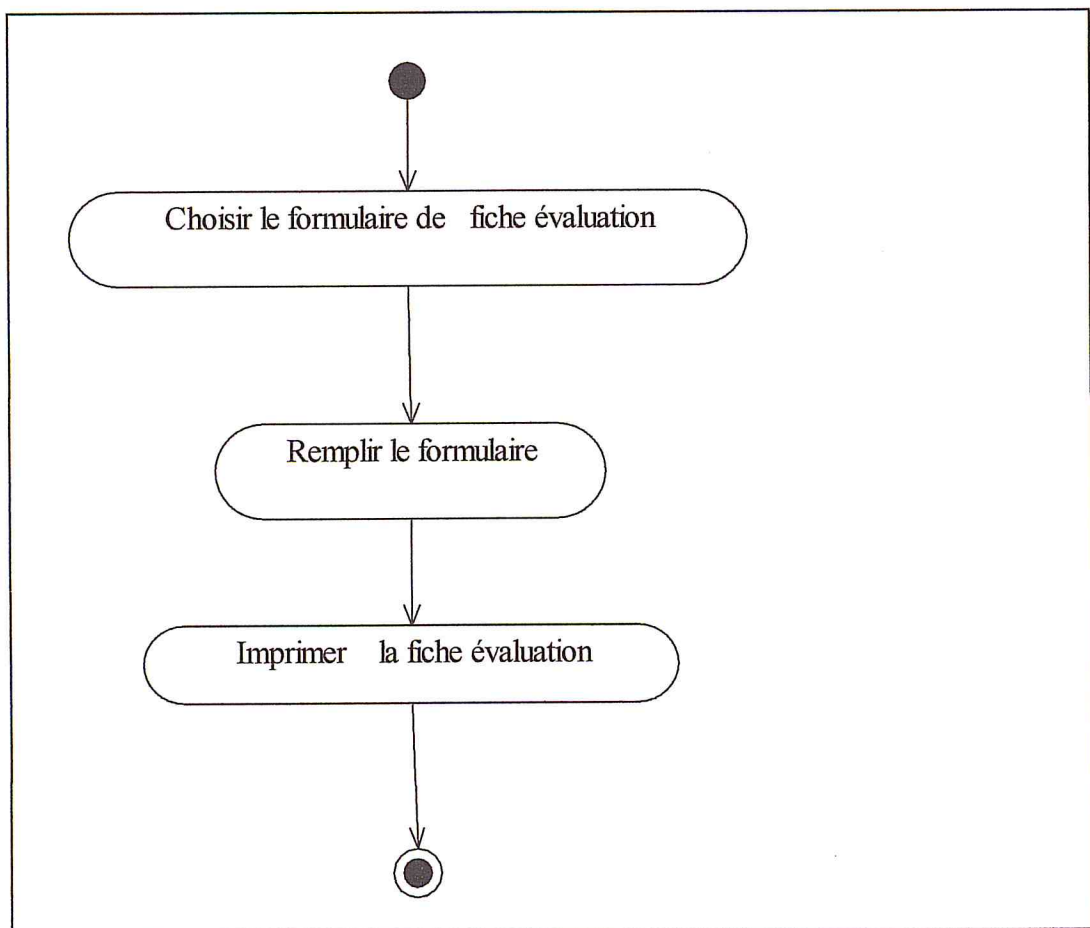 Choisir le formulaire de fiche évaluation
Remplir le formulaire
Imprimer la fiche évaluation